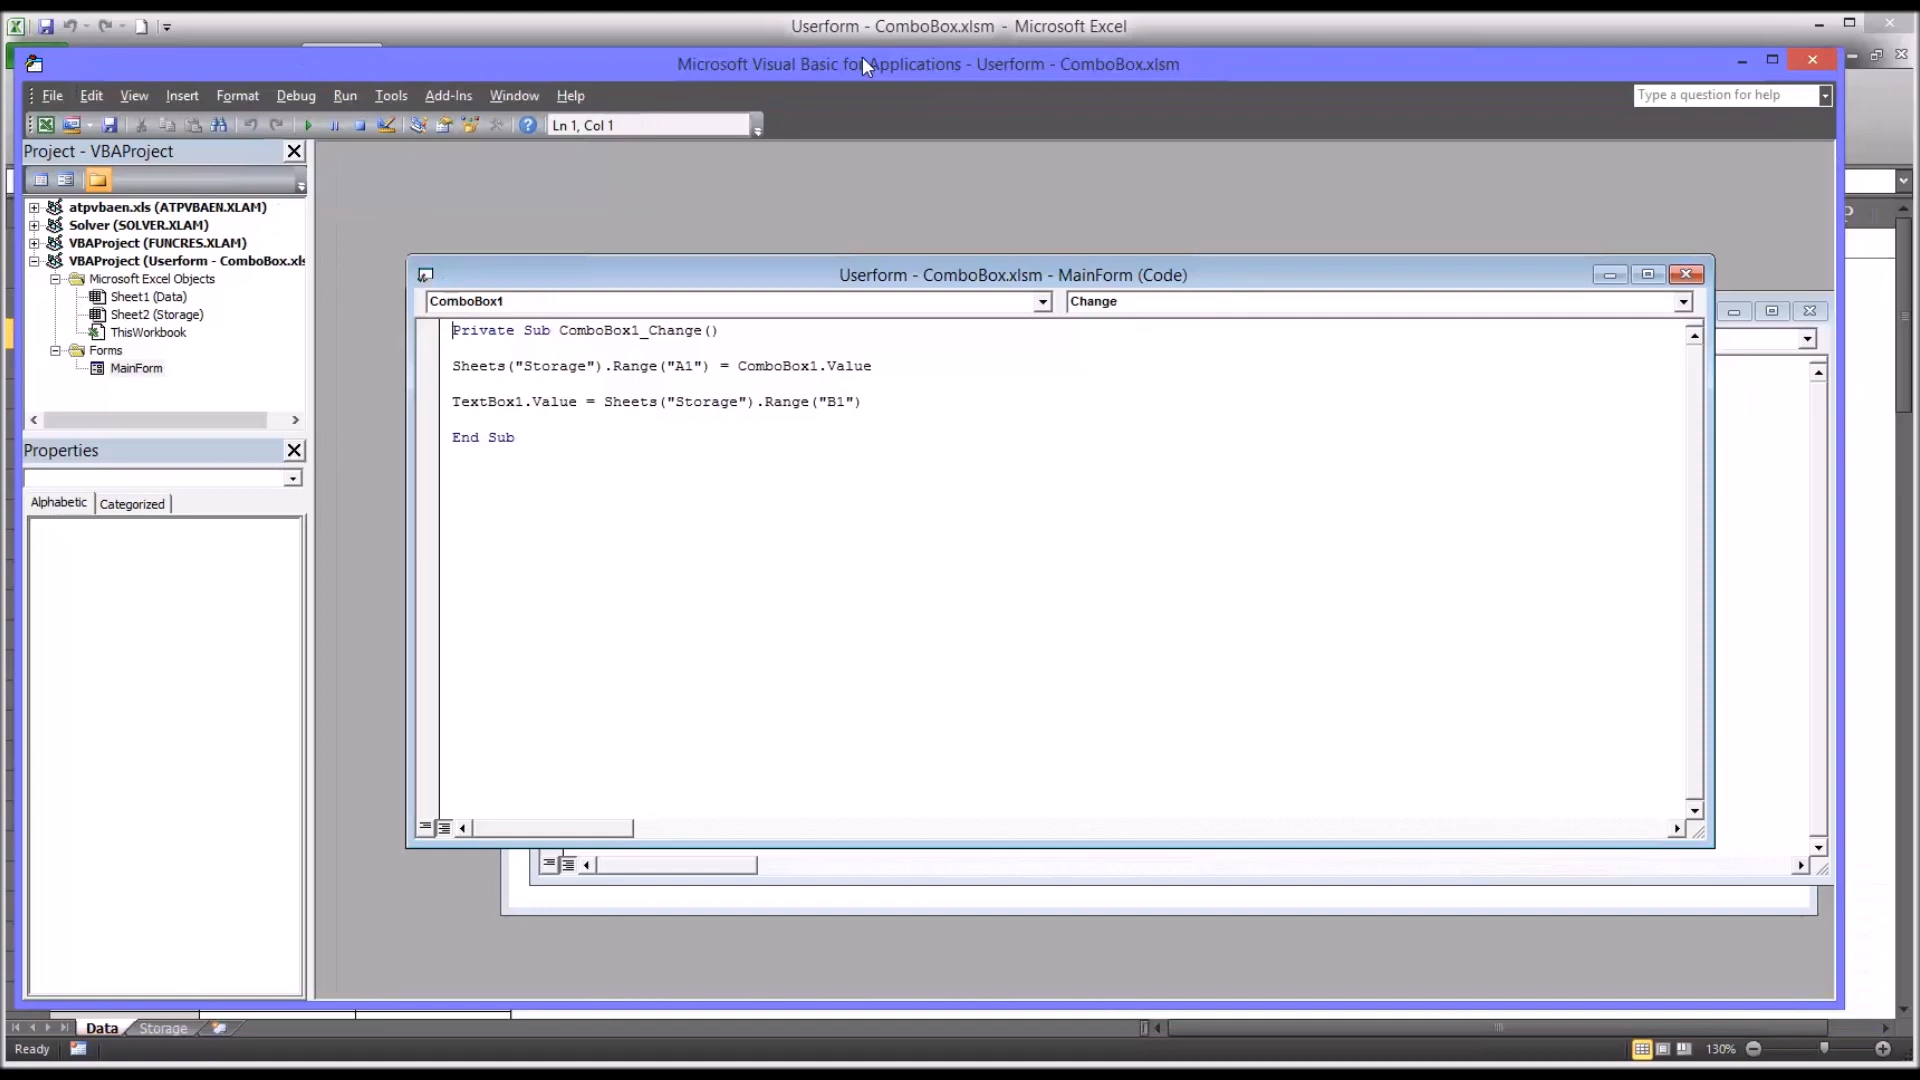 Userform - ComboBox.xlsm - Microsoft Excel
Microsoft Visual Basic for Applications - Userform - ComboBox.xlsm
File Edit View Insert Format Debug Run Tools Add-Ins Window Help
Type a question for help
Ln 1, Col 1
Project - VBAProject
atpvbaen.xls (ATPVBAEN.XLAM)
Solver (SOLVER.XLAM)
VBAProject (FUNCRES.XLAM)
VBAProject (Userform - ComboBox.xls
Microsoft Excel Objects
Sheet1 (Data)
Sheet2 (Storage)
ThisWorkbook
Forms
MainForm
Properties
Alphabetic Categorized
Userform - ComboBox.xlsm - MainForm (Code)
ComboBox1 Change
Private Sub ComboBox1_Change()
Sheets("Storage").Range("A1") = ComboBox1.Value
TextBox1.Value = Sheets("Storage").Range("B1")
End Sub
Data Storage
Ready 130%